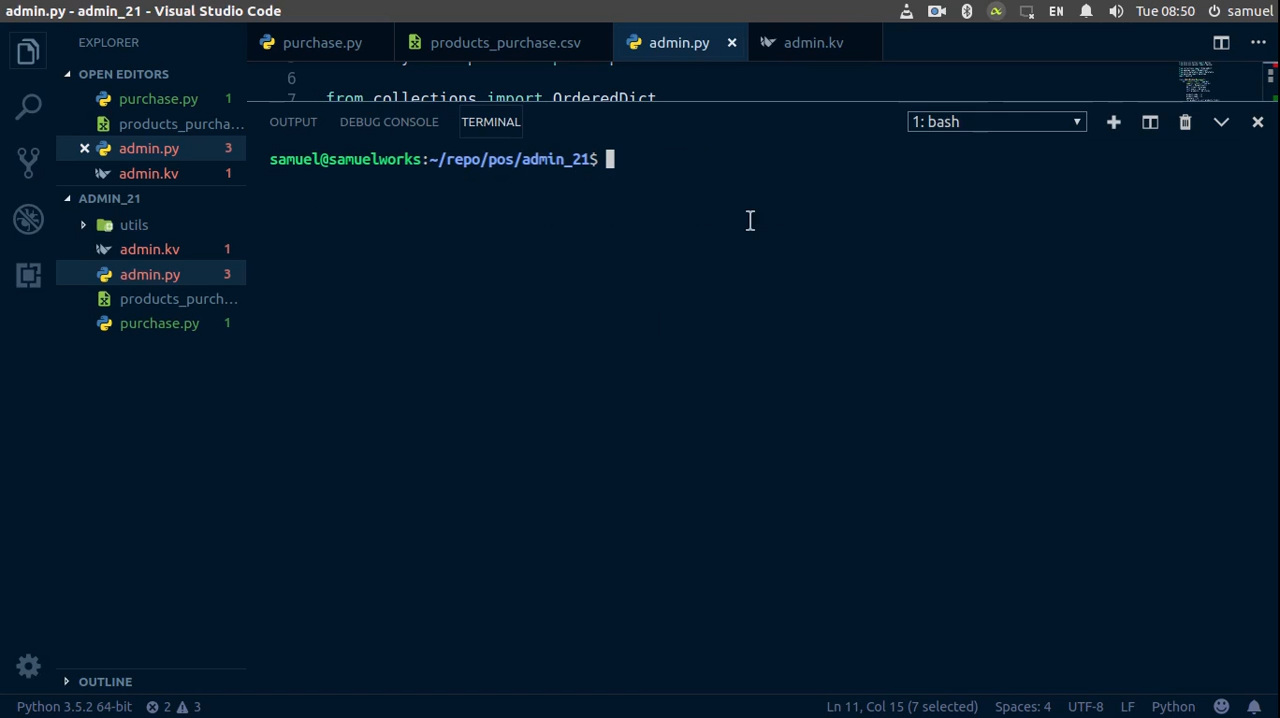 admin.py - admin_21 - Visual Studio Code
EN
Tue 08:50
samuel
EXPLORER
purchase.py
products_purchase.csv
admin.py
admin.kv
OPEN EDITORS
purchase.py 1
products_purcha...
admin.py 3
admin.kv 1
ADMIN_21
utils
admin.kv 1
admin.py 3
products_purch...
purchase.py 1
OUTLINE
6
7 from collections import OrderedDict
OUTPUT DEBUG CONSOLE TERMINAL
1: bash
samuel@samuelworks:~/repo/pos/admin_21$
Python 3.5.2 64-bit 2 3
Ln 11, Col 15 (7 selected) Spaces: 4 UTF-8 LF Python